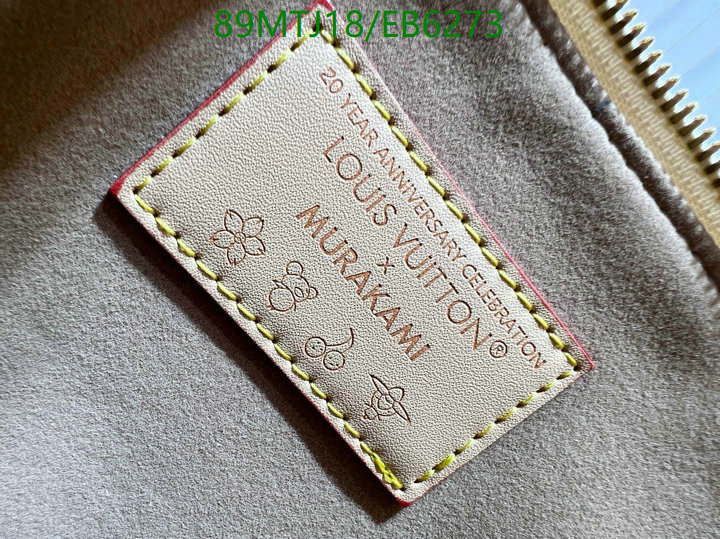 89MTJ18/EB6273
20 YEAR ANNIVERSARY CELEBRATION
LOUIS VUITTON®
×
MURAKAMI